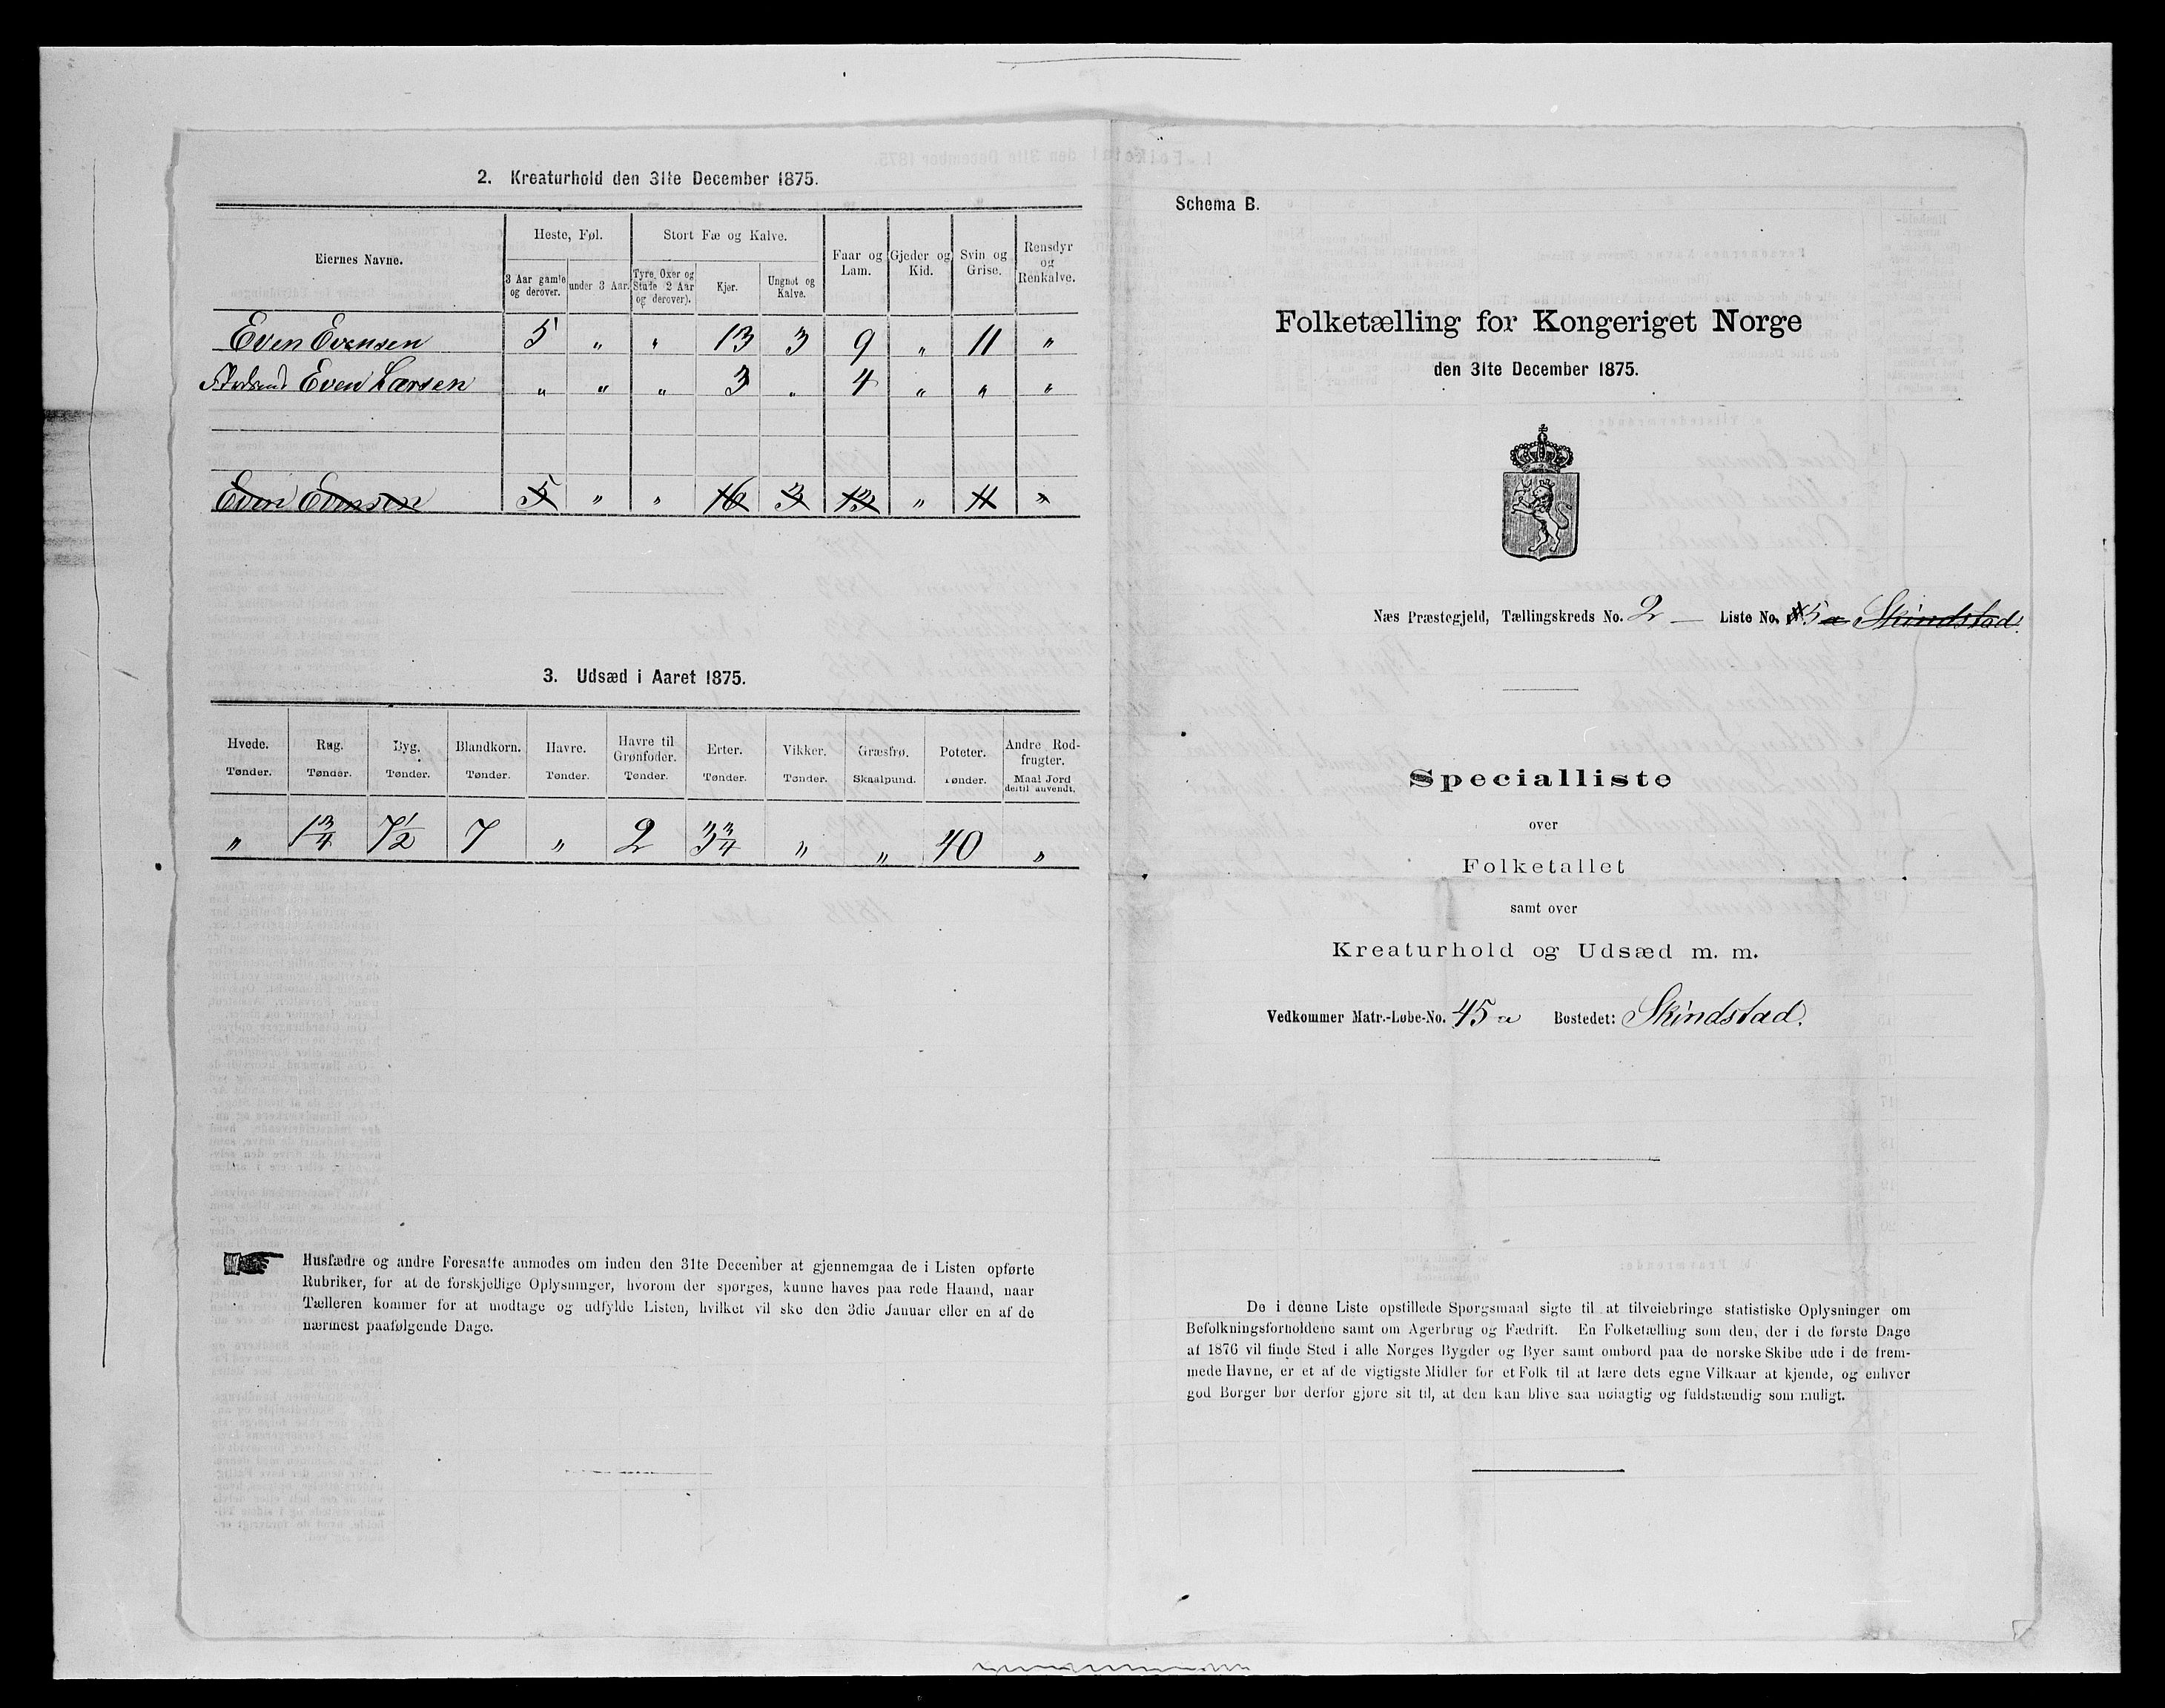 2. Kreaturhold den 31te December 1875.
Eiernes Navne.
Heste, Føl.
Stort Fæ og Kalve.
Faar og Lam.
Gjeder og Kid.
Svin og Grise.
Rensdyr og Renkalve.
3 Aar gamle og derover.
under 3 Aar.
Tyre, Oxer og Stude (2 Aar og derover).
Kjør.
Ungnøt og Kalve.
Even Evensen 5 " " 13 3 9 " 11 "
Even Larsen " " " 3 " 4 " " "
Even Evensen 5 " " 16 3 13 " 11 "
3. Udsæd i Aaret 1875.
Hvede. Rug. Byg. Blandkorn. Havre. Havre til Grønfoder. Erter. Vikker. Græsfrø. Poteter. Andre Rodfrugter.
Tønder. Tønder. Tønder. Tønder. Tønder. Tønder. Tønder. Tønder. Skaalpund. Tønder. Maal Jord dertil anvendt.
" 1 3/4 7 1/2 7 " 2 3 3/4 " " 40 "
Husfædre og andre Foresatte anmodes om inden den 31te December at gjennemgaa de i Listen opførte
Rubriker, for at de forskjellige Oplysninger, hvorom der spørges, kunne haves paa rede Haand, naar
Tælleren kommer for at modtage og udfylde Listen, hvilket vil ske den 3die Januar eller en af de
nærmest paafølgende Dage.
Schema B.
Folketælling for Kongeriget Norge
den 31te December 1875.
Næs Præstegjeld, Tællingskreds No. 2 — Liste No. 5 a Skindstad.
Specialliste
over
Folketallet
samt over
Kreaturhold og Udsæd m. m.
Vedkommer Matr.-Løbe-No. 45 a Bostedet: Skindstad.
De i denne Liste opstillede Spørgsmaal sigte til at tilveiebringe statistiske Oplysninger om
Befolkningsforholdene samt om Agerbrug og Fædrift. En Folketælling som den, der i de første Dage
af 1876 vil finde Sted i alle Norges Bygder og Byer samt ombord paa de norske Skibe ude i de frem-
mede Havne, er et af de vigtigste Midler for et Folk til at lære dets egne Vilkaar at kjende, og enhver
god Borger bør derfor gjøre sit til, at den kan blive saa nøiagtig og fuldstændig som muligt.